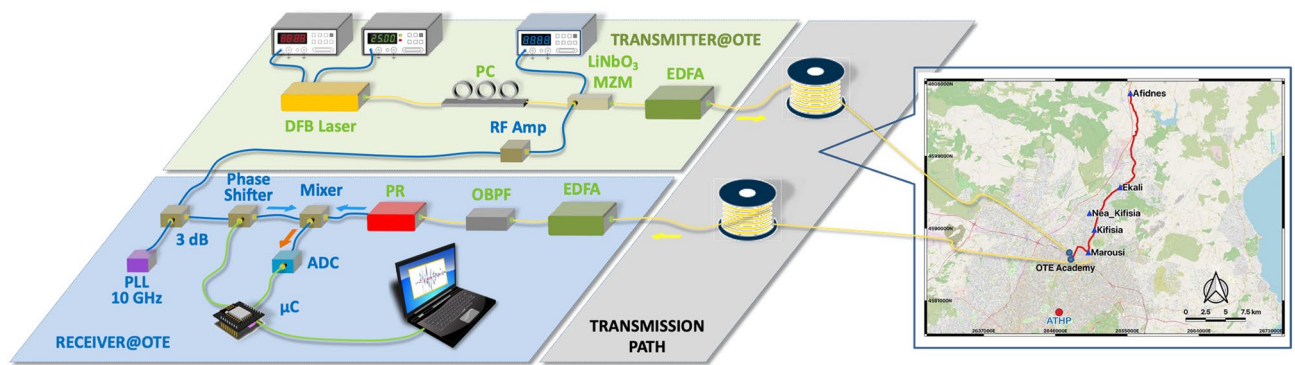 TRANSMITTER@OTE
25.00
PC
LiNbO3
MZM
EDFA
DFB Laser
RF Amp
Phase
Shifter
Mixer
PR
OBPF
EDFA
3 dB
ADC
PLL
10 GHz
μC
RECEIVER@OTE
TRANSMISSION
PATH
Afidnes
Ekali
Nea_Kifisia
Kifisia
Marousi
OTE Academy
ATHP
0 2.5 5 7.5 km